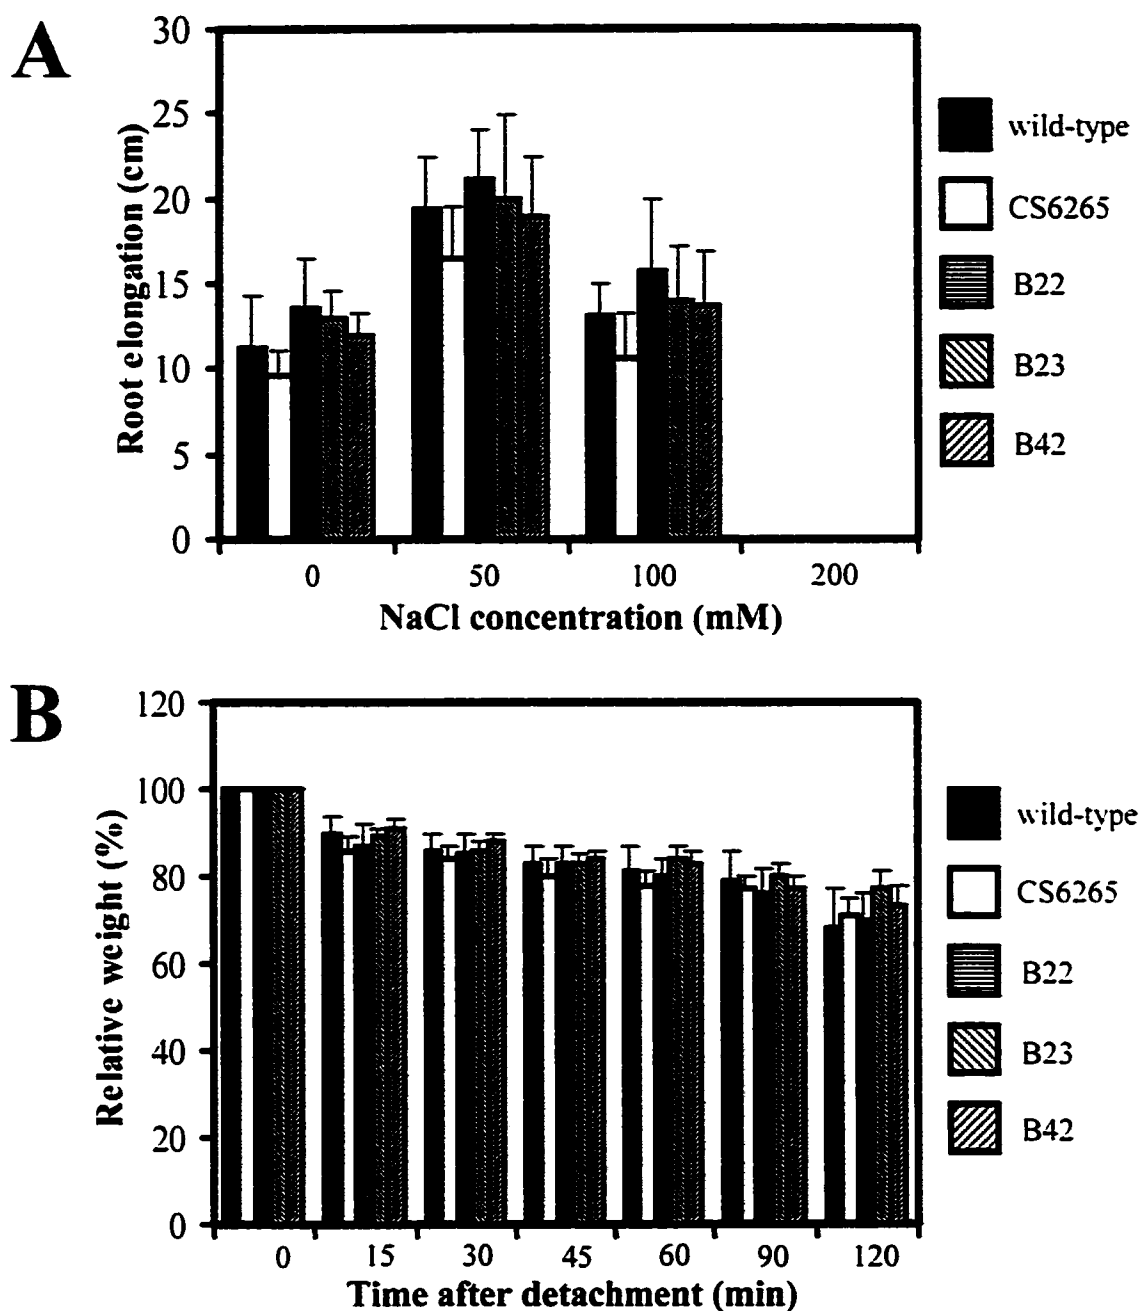 A
30
25
20
15
10
5
0
Root elongation (cm)
0 50 100 200
NaCl concentration (mM)
wild-type
CS6265
B22
B23
B42
B
120
100
80
60
40
20
0
Relative weight (%)
0 15 30 45 60 90 120
Time after detachment (min)
wild-type
CS6265
B22
B23
B42